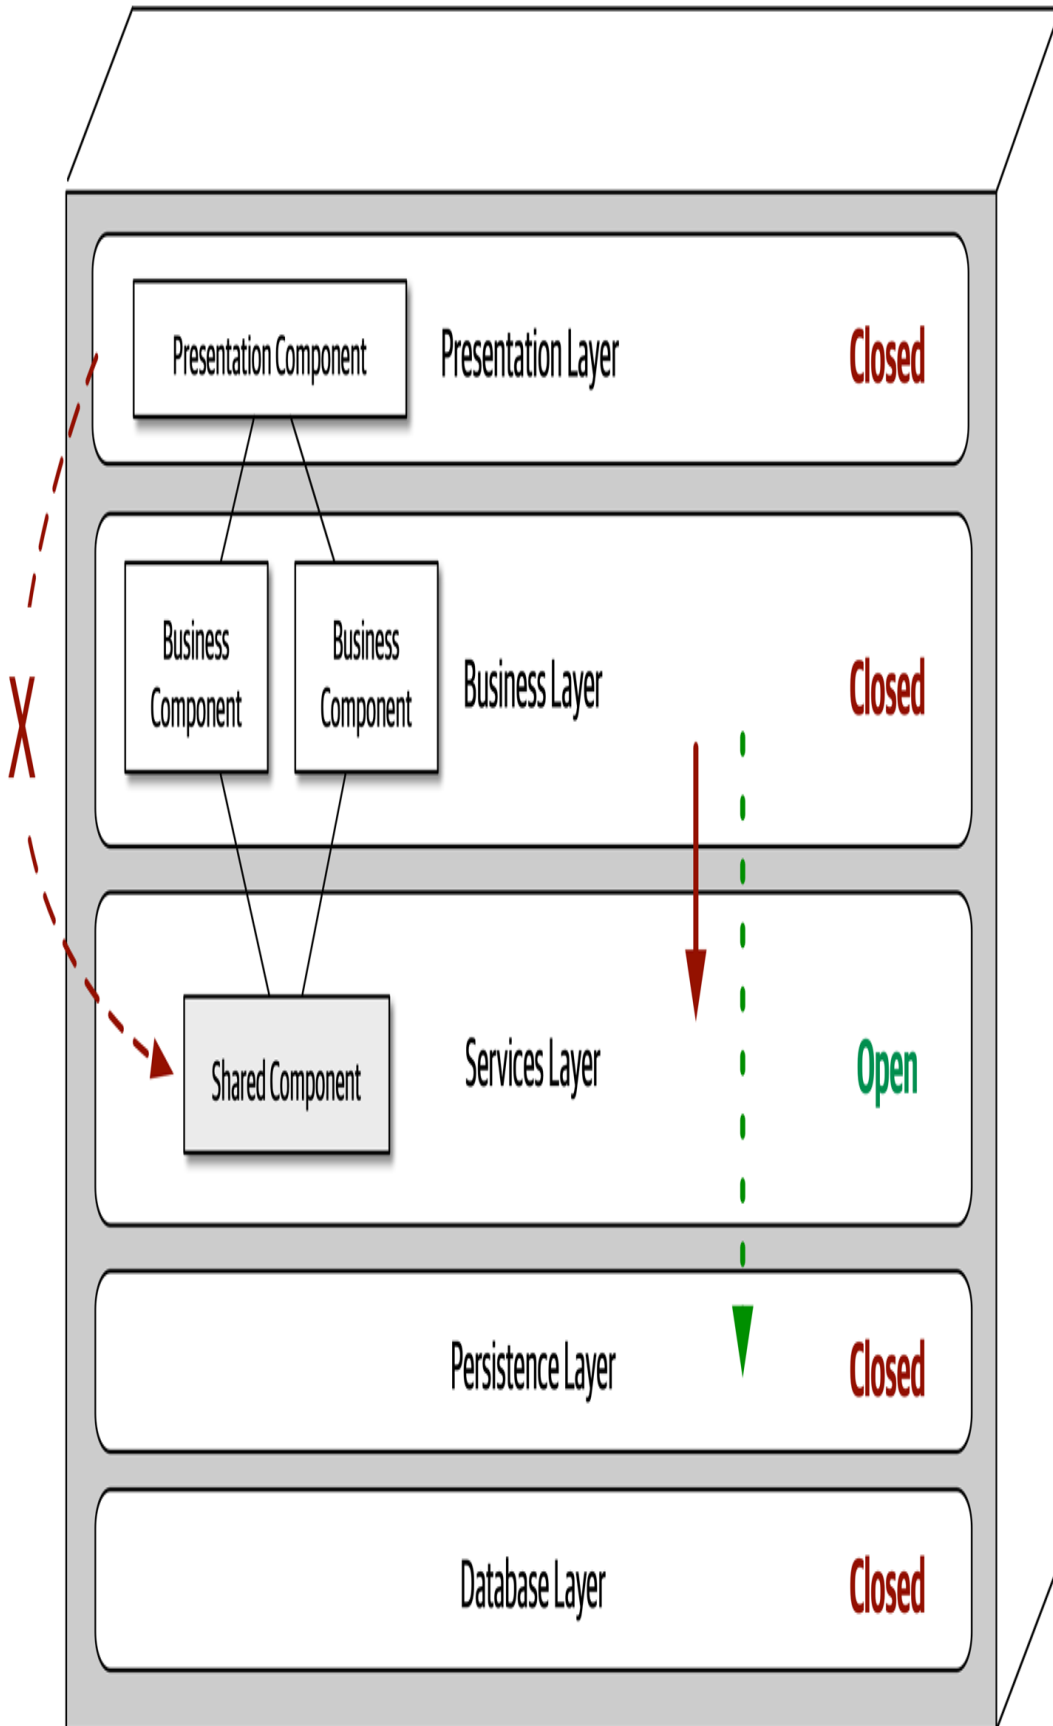 Presentation Component
Presentation Layer
Closed
Business
Component
Business
Component
Business Layer
Closed
X
Shared Component
Services Layer
Open
Persistence Layer
Closed
Database Layer
Closed